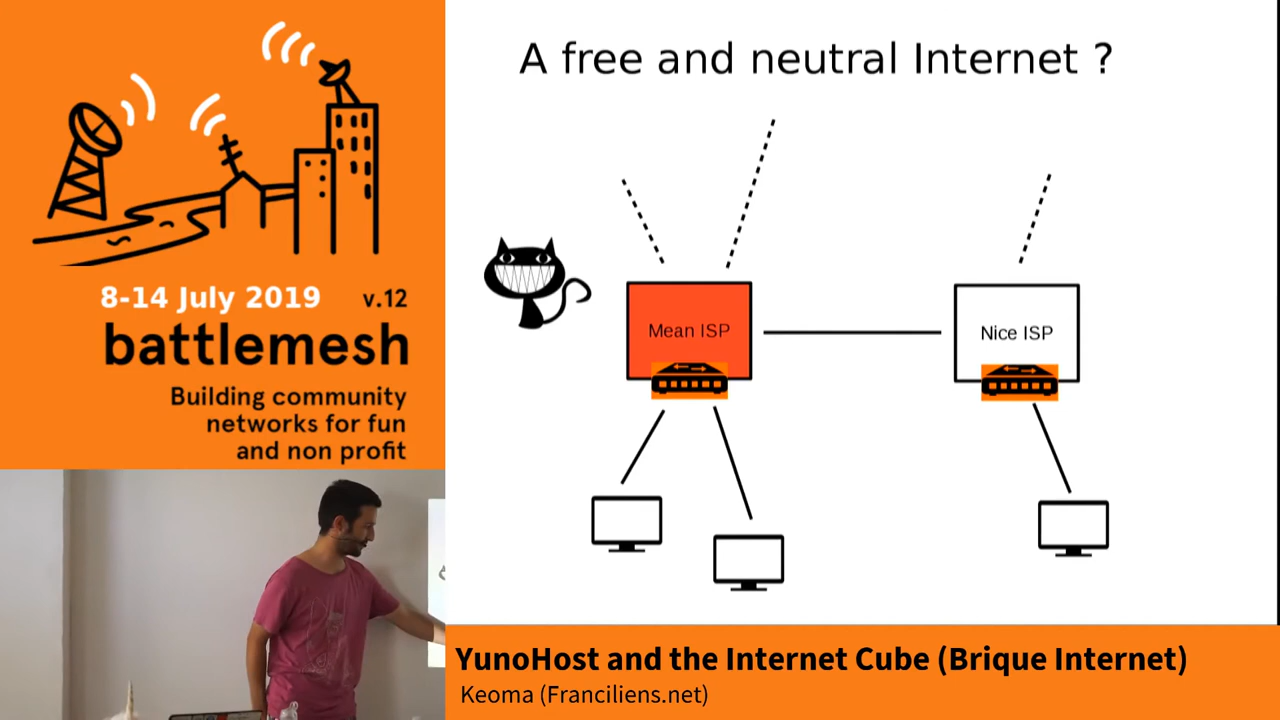 A free and neutral Internet ?
Mean ISP
Nice ISP
8-14 July 2019 v.12
battlemesh
Building community
networks for fun
and non profit
YunoHost and the Internet Cube (Brique Internet)
Keoma (Franciliens.net)